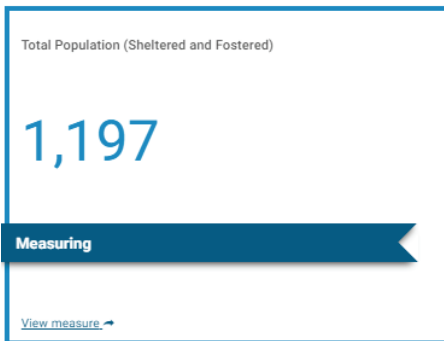 Total Population (Sheltered and Fostered)
1,197
Measuring
View measure